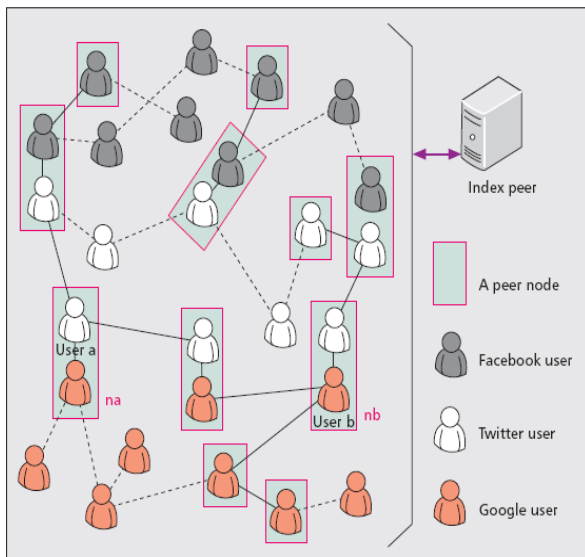 Index peer
A peer node
User a
Facebook user
na
User b
nb
Twitter user
Google user